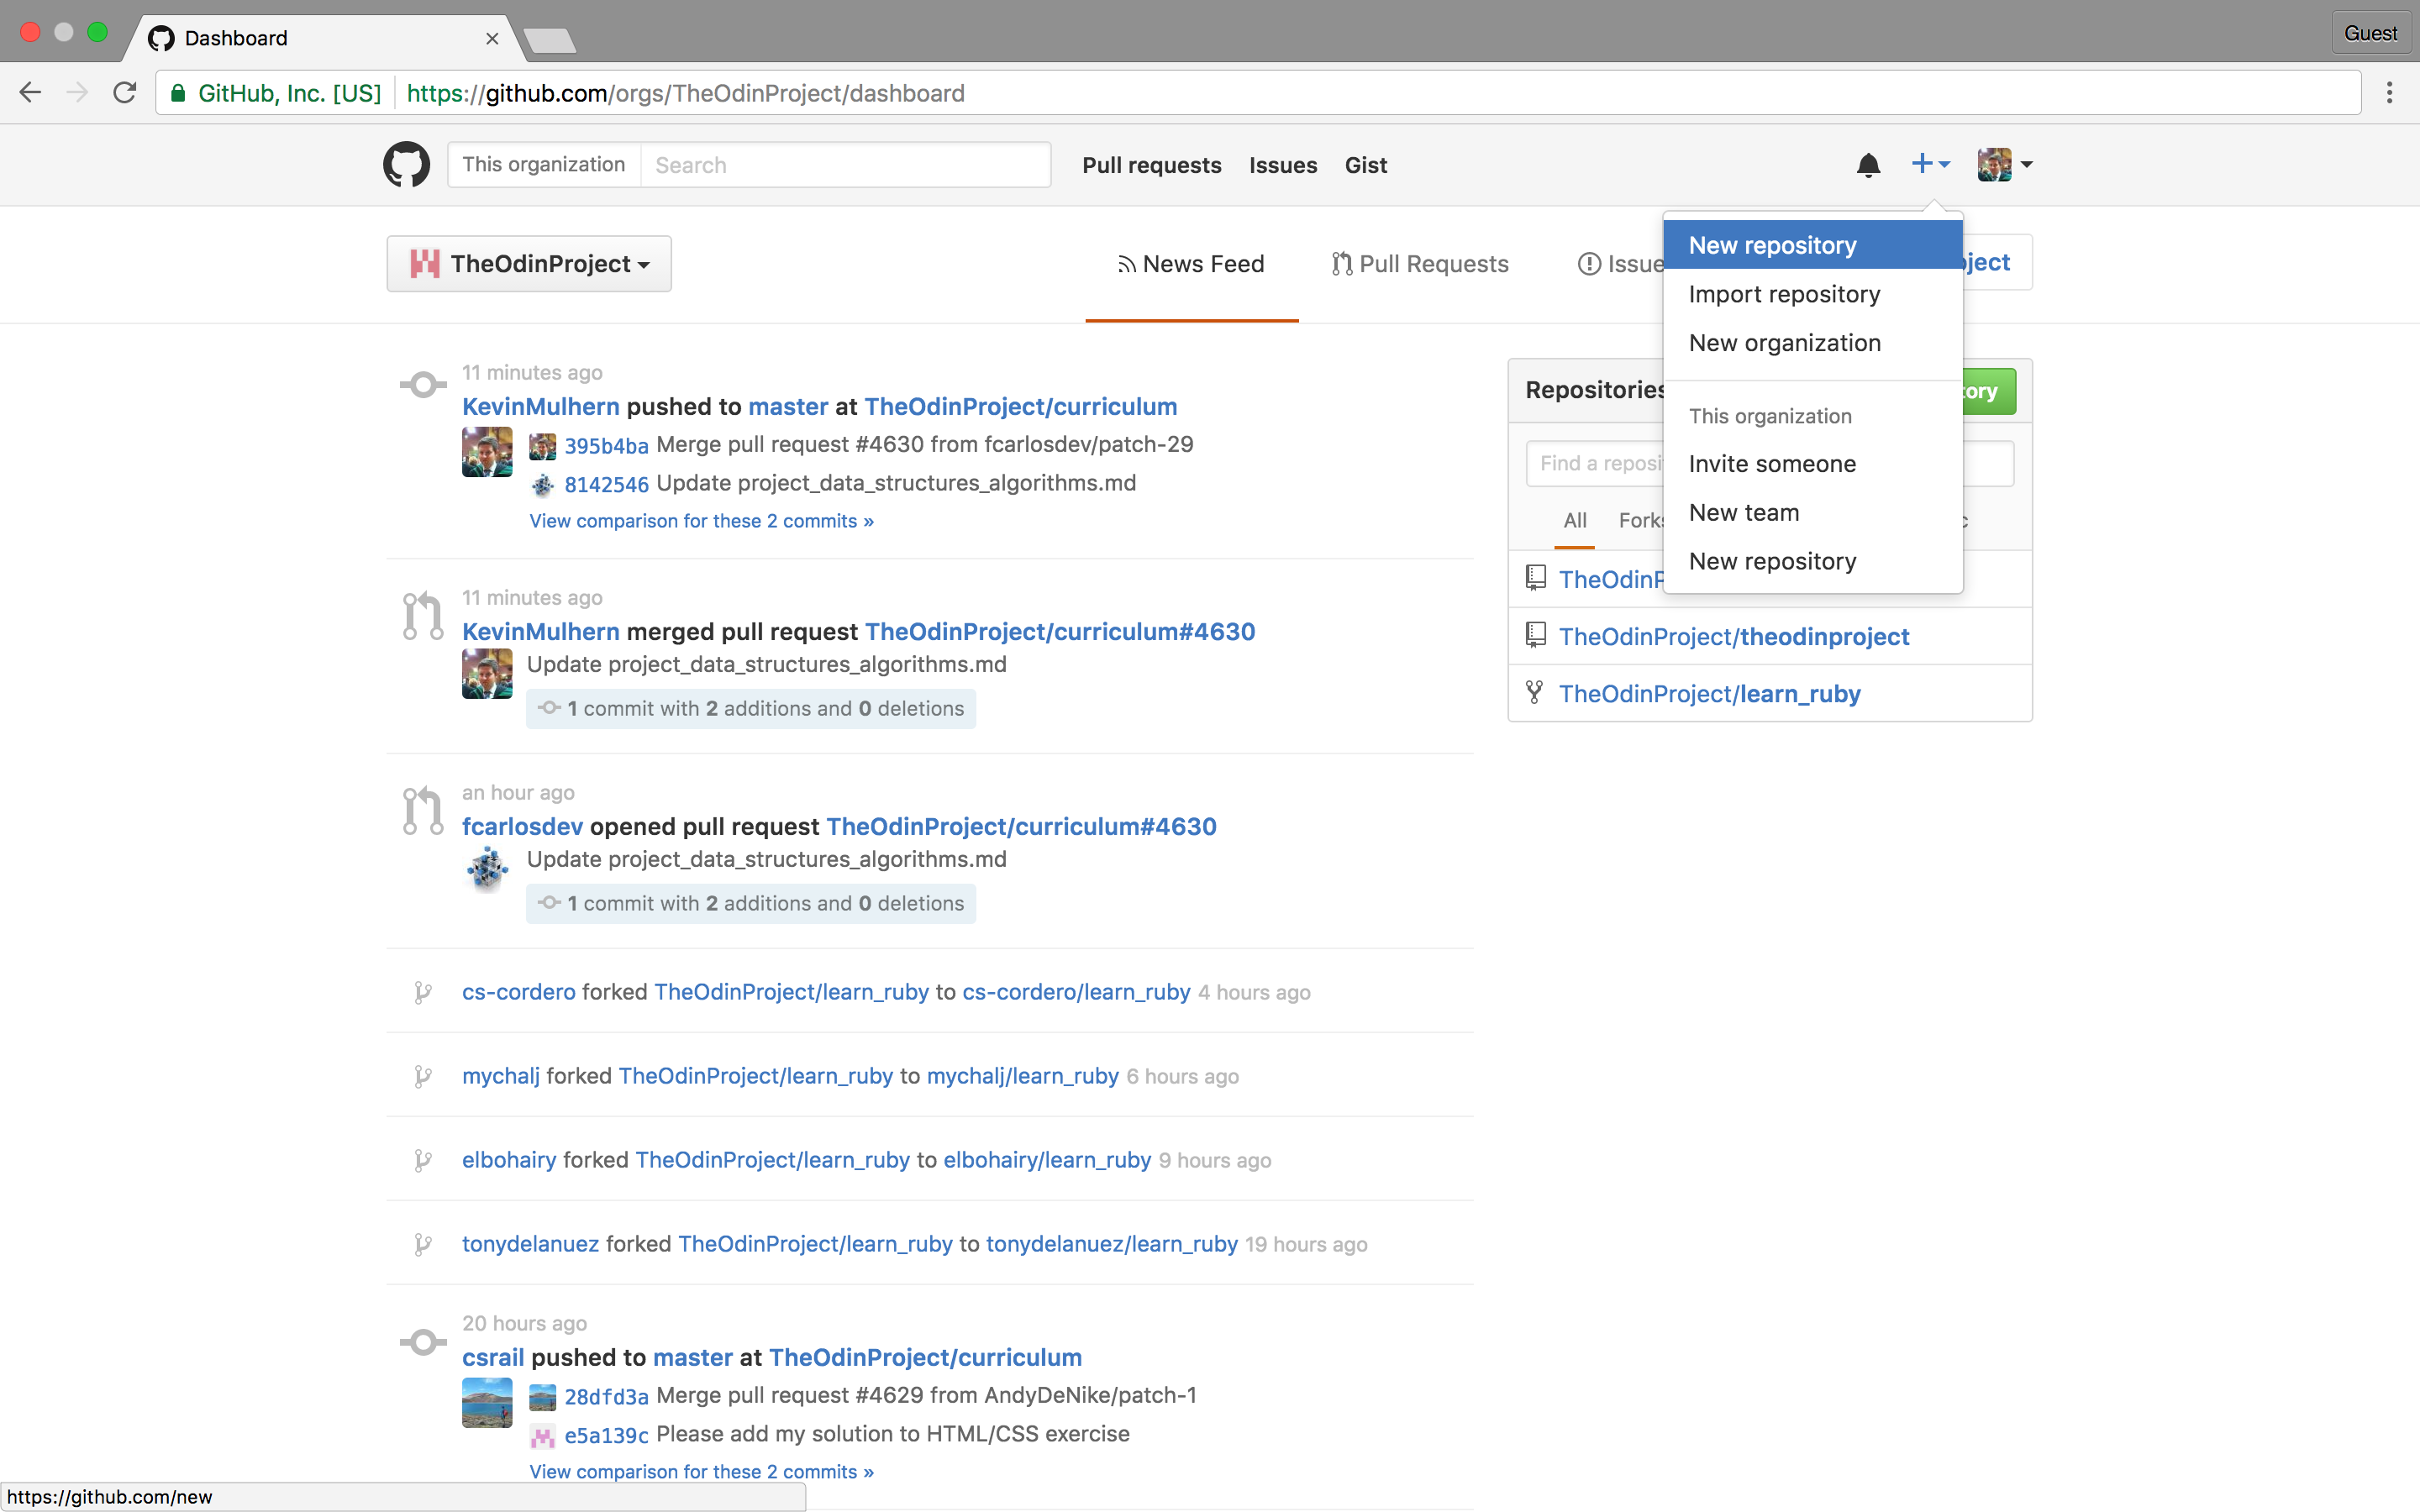 Dashboard
Guest
GitHub, Inc. [US] https://github.com/orgs/TheOdinProject/dashboard
This organization Search Pull requests Issues Gist
TheOdinProject News Feed Pull Requests
New repository
Import repository
New organization
This organization
Invite someone
New team
New repository
11 minutes ago
KevinMulhern pushed to master at TheOdinProject/curriculum
395b4ba Merge pull request #4630 from fcarlosdev/patch-29
8142546 Update project_data_structures_algorithms.md
View comparison for these 2 commits »
11 minutes ago
KevinMulhern merged pull request TheOdinProject/curriculum#4630
Update project_data_structures_algorithms.md
1 commit with 2 additions and 0 deletions
an hour ago
fcarlosdev opened pull request TheOdinProject/curriculum#4630
Update project_data_structures_algorithms.md
1 commit with 2 additions and 0 deletions
cs-cordero forked TheOdinProject/learn_ruby to cs-cordero/learn_ruby 4 hours ago
mychalj forked TheOdinProject/learn_ruby to mychalj/learn_ruby 6 hours ago
elbohairy forked TheOdinProject/learn_ruby to elbohairy/learn_ruby 9 hours ago
tonydelanuez forked TheOdinProject/learn_ruby to tonydelanuez/learn_ruby 19 hours ago
20 hours ago
csrail pushed to master at TheOdinProject/curriculum
28dfd3a Merge pull request #4629 from AndyDeNike/patch-1
e5a139c Please add my solution to HTML/CSS exercise
View comparison for these 2 commits »
Repositories
Find a
All
TheOdinProject/theodinproject
TheOdinProject/learn_ruby
https://github.com/new